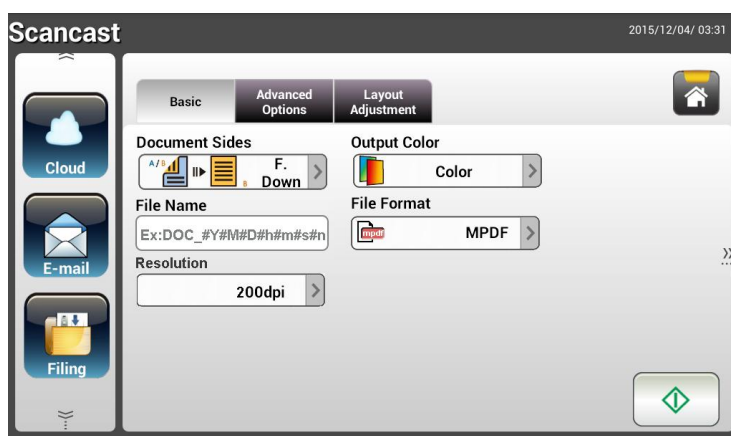 Scancast
2015/12/04/ 03:31
Cloud
E-mail
Filing
Basic
Advanced
Options
Layout
Adjustment
Document Sides
A/B
B
F.
Down
Output Color
Color
File Name
Ex:DOC_#Y#M#D#h#m#s#n
File Format
mpdf
MPDF
Resolution
200dpi